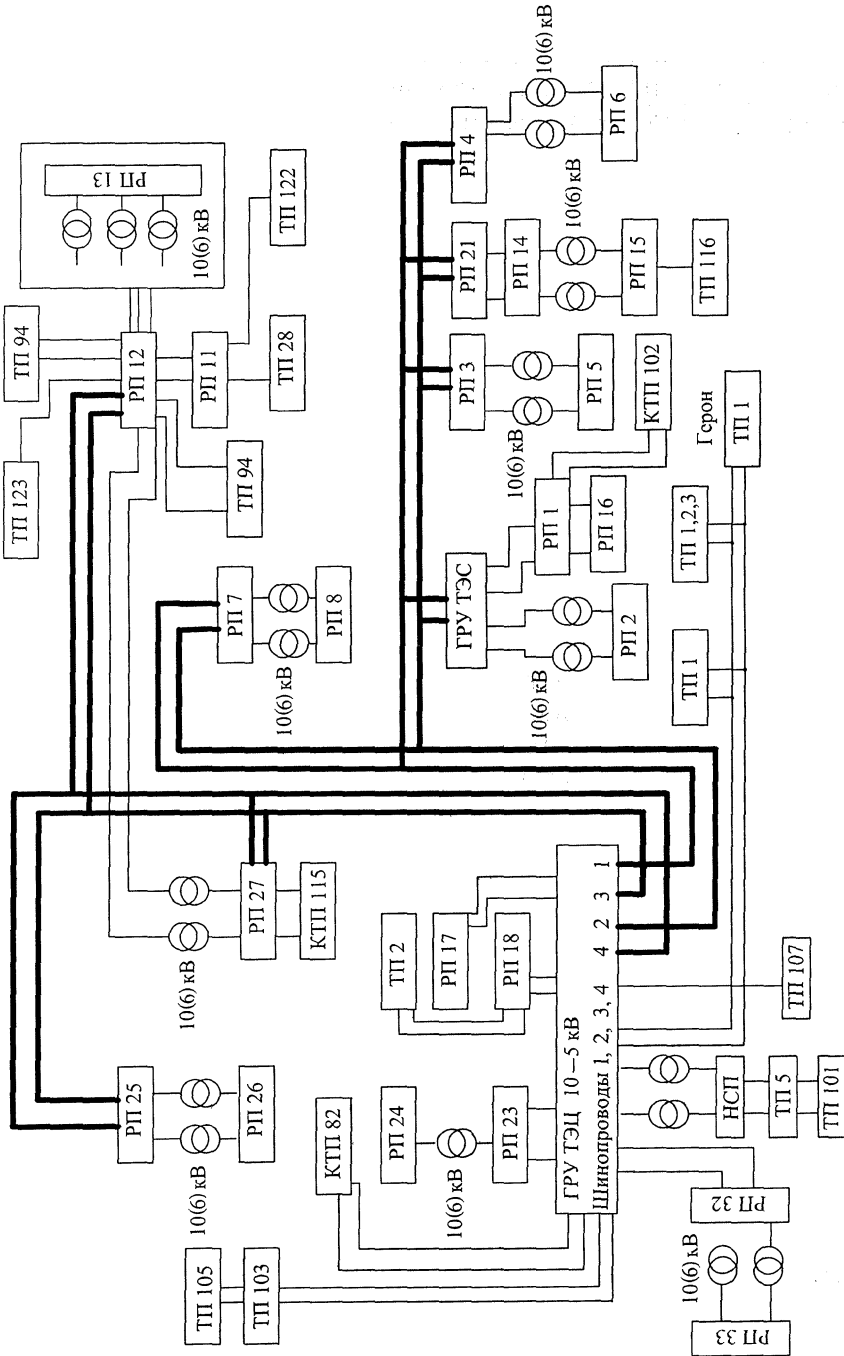 РП 13
10(6) кВ
ТП 94
ТП 123
РП 12
РП 11
ТП 122
ТП 28
ТП 94
РП 4
10(6) кВ
РП 6
РП 21
РП 14
10(6) кВ
РП 15
ТП 116
РП 3
10(6) кВ
РП 5
КТП 102
РП 7
10(6) кВ
РП 8
ГРУ ТЭС
РП 1
РП 16
10(6) кВ
РП 2
Герон
ТП 1
ТП 1,2,3
ТП 1
10(6) кВ
РП 27
КТП 115
РП 25
10(6) кВ
РП 26
ТП 2
РП 17
РП 18
КТП 82
РП 24
10(6) кВ
РП 23
ТП 105
ТП 103
ГРУ ТЭЦ 10–5 кВ
Шинопроводы 1, 2, 3, 4
4 2 3 1
ТП 107
НСП
ТП 5
ТП 101
РП 32
10(6) кВ
РП 33